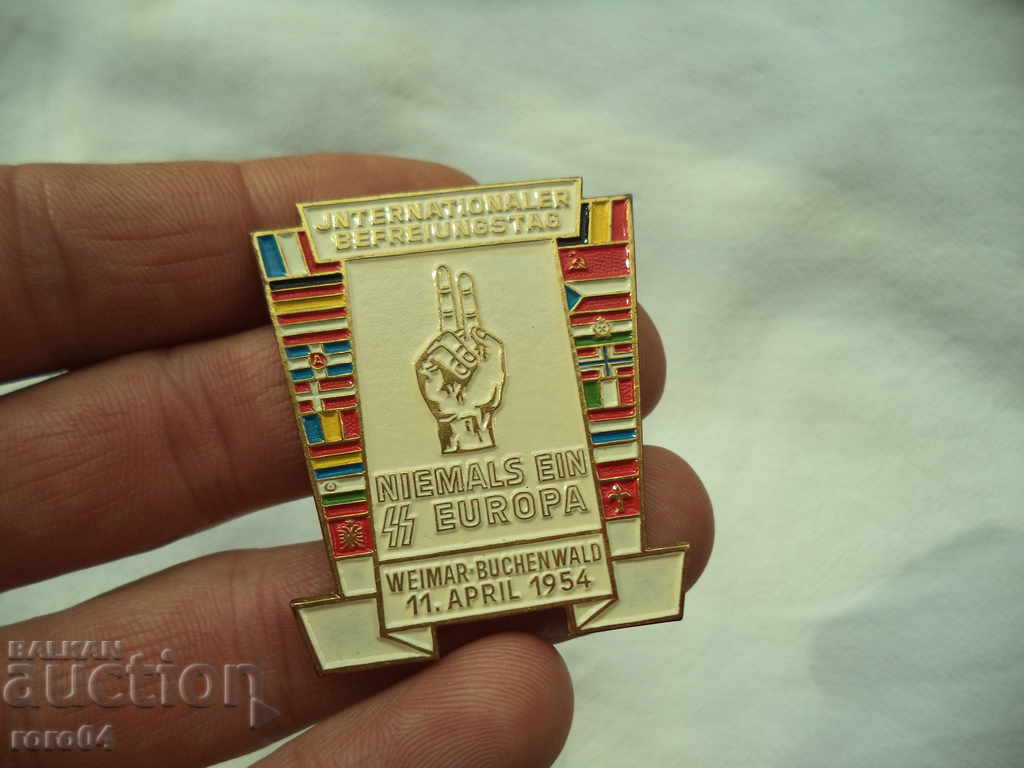 JNTERNATIONALER
BEFREIUNGSTAG
NIEMALS EIN
SS EUROPA
WEIMAR-BUCHENWALD
11. APRIL 1954
BALKAN
auction
roro04